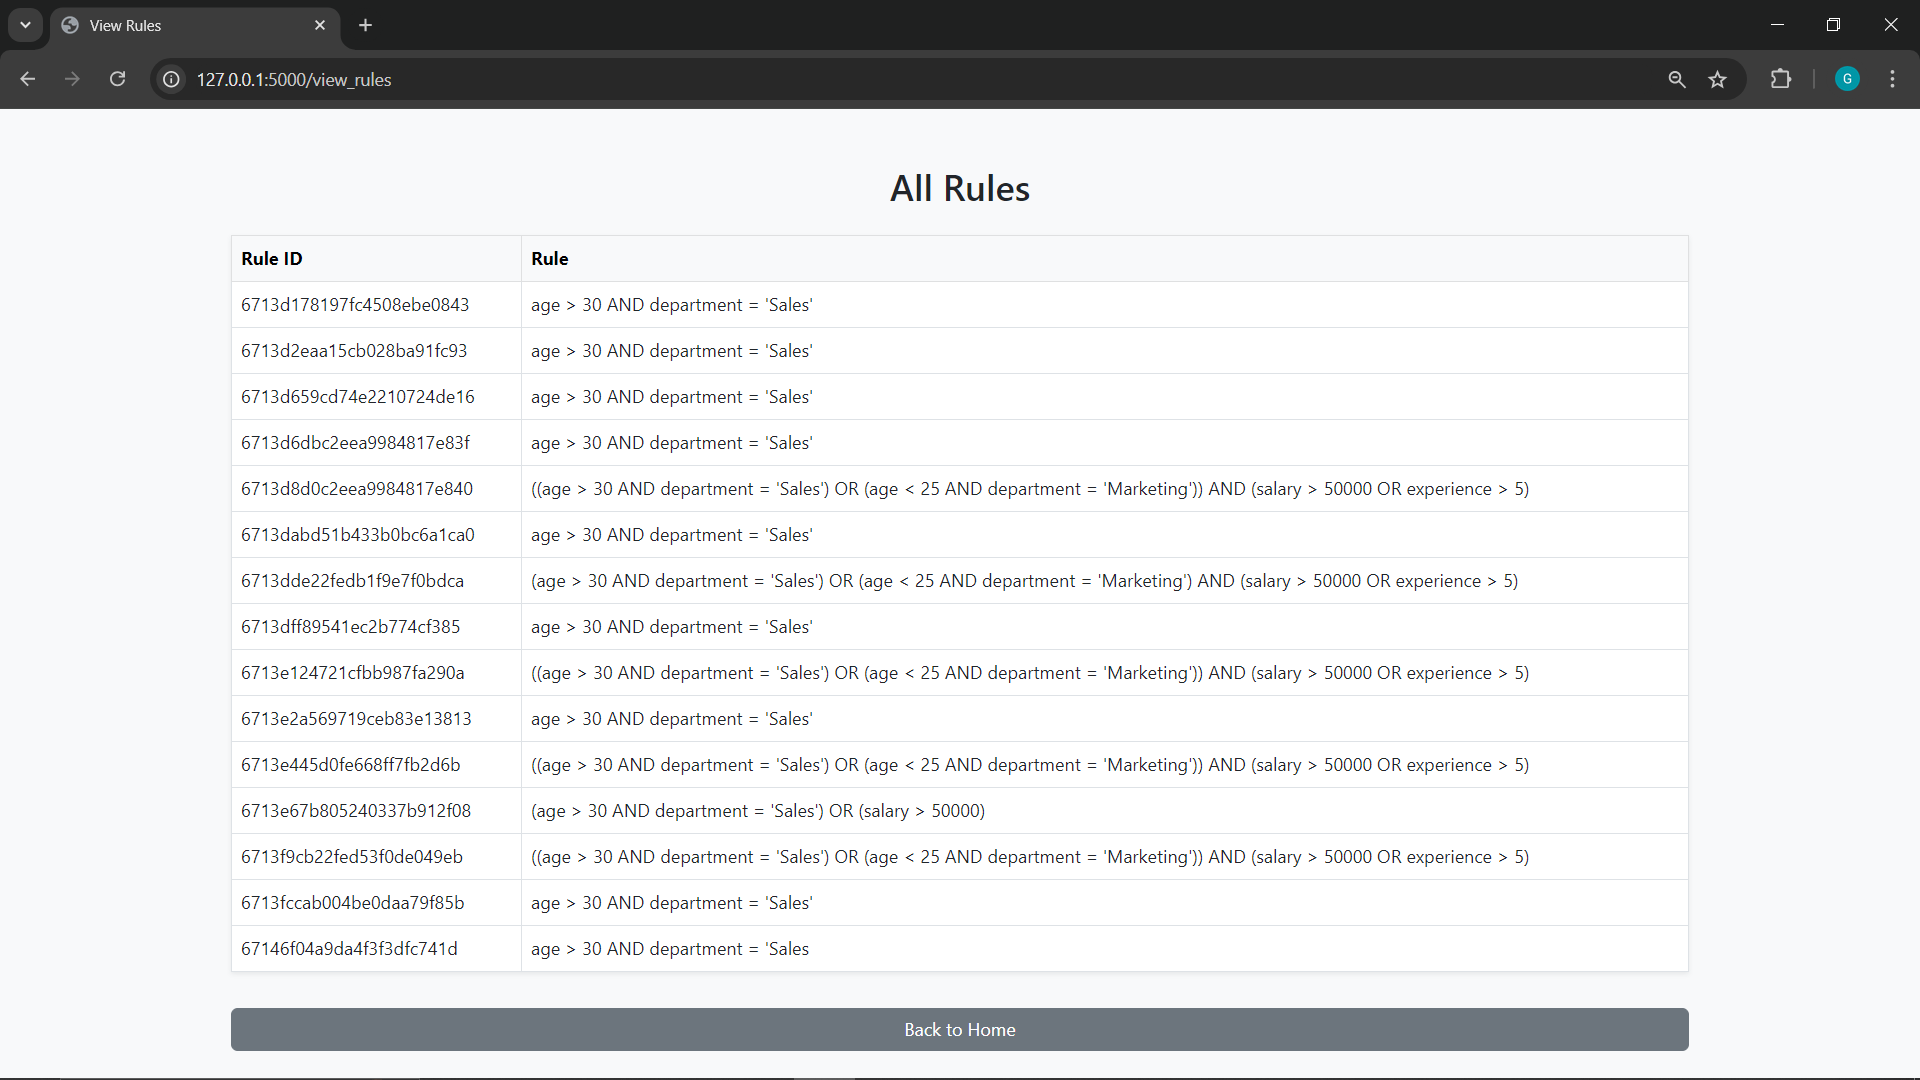 View Rules
127.0.0.1:5000/view_rules
G
All Rules
Rule ID Rule
6713d178197fc4508ebe0843 age > 30 AND department = 'Sales'
6713d2eaa15cb028ba91fc93 age > 30 AND department = 'Sales'
6713d659cd74e2210724de16 age > 30 AND department = 'Sales'
6713d6dbc2eea9984817e83f age > 30 AND department = 'Sales'
6713d8d0c2eea9984817e840 ((age > 30 AND department = 'Sales') OR (age < 25 AND department = 'Marketing')) AND (salary > 50000 OR experience > 5)
6713dabd51b433b0bc6a1ca0 age > 30 AND department = 'Sales'
6713dde22fedb1f9e7f0bdca (age > 30 AND department = 'Sales') OR (age < 25 AND department = 'Marketing') AND (salary > 50000 OR experience > 5)
6713dff89541ec2b774cf385 age > 30 AND department = 'Sales'
6713e124721cfbb987fa290a ((age > 30 AND department = 'Sales') OR (age < 25 AND department = 'Marketing')) AND (salary > 50000 OR experience > 5)
6713e2a569719ceb83e13813 age > 30 AND department = 'Sales'
6713e445d0fe668ff7fb2d6b ((age > 30 AND department = 'Sales') OR (age < 25 AND department = 'Marketing')) AND (salary > 50000 OR experience > 5)
6713e67b805240337b912f08 (age > 30 AND department = 'Sales') OR (salary > 50000)
6713f9cb22fed53f0de049eb ((age > 30 AND department = 'Sales') OR (age < 25 AND department = 'Marketing')) AND (salary > 50000 OR experience > 5)
6713fccab004be0daa79f85b age > 30 AND department = 'Sales'
67146f04a9da4f3f3dfc741d age > 30 AND department = 'Sales
Back to Home